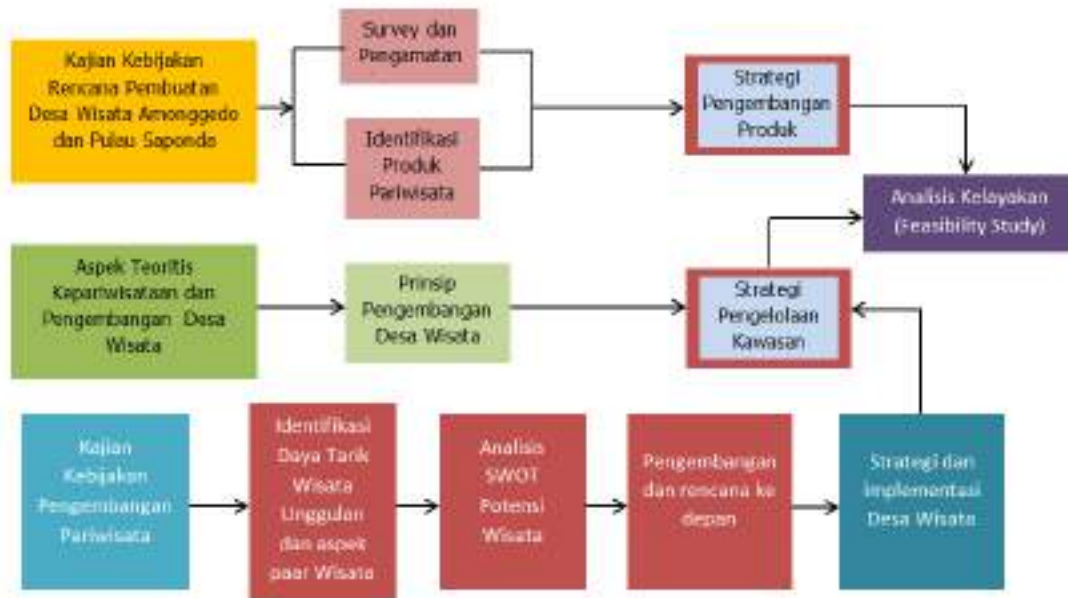 Kajian Kebijakan
Rencana Pembuatan
Desa Wisata Amonggedo
dan Pulau Saponda
Survey dan
Pengamatan
Identifikasi
Produk
Pariwisata
Strategi
Pengembangan
Produk
Analisis Kelayakan
(Feasibility Study)
Aspek Teoritis
Kepariwisataan dan
Pengembangan Desa
Wisata
Prinsip
Pengembangan
Desa Wisata
Strategi
Pengelolaan
Kawasan
Kajian
Kebijakan
Pengembangan
Pariwisata
Identifikasi
Daya Tarik
Wisata
Unggulan
dan aspek
paar Wisata
Analisis
SWOT
Potensi
Wisata
Pengembangan
dan rencana ke
depan
Strategi dan
implementasi
Desa Wisata